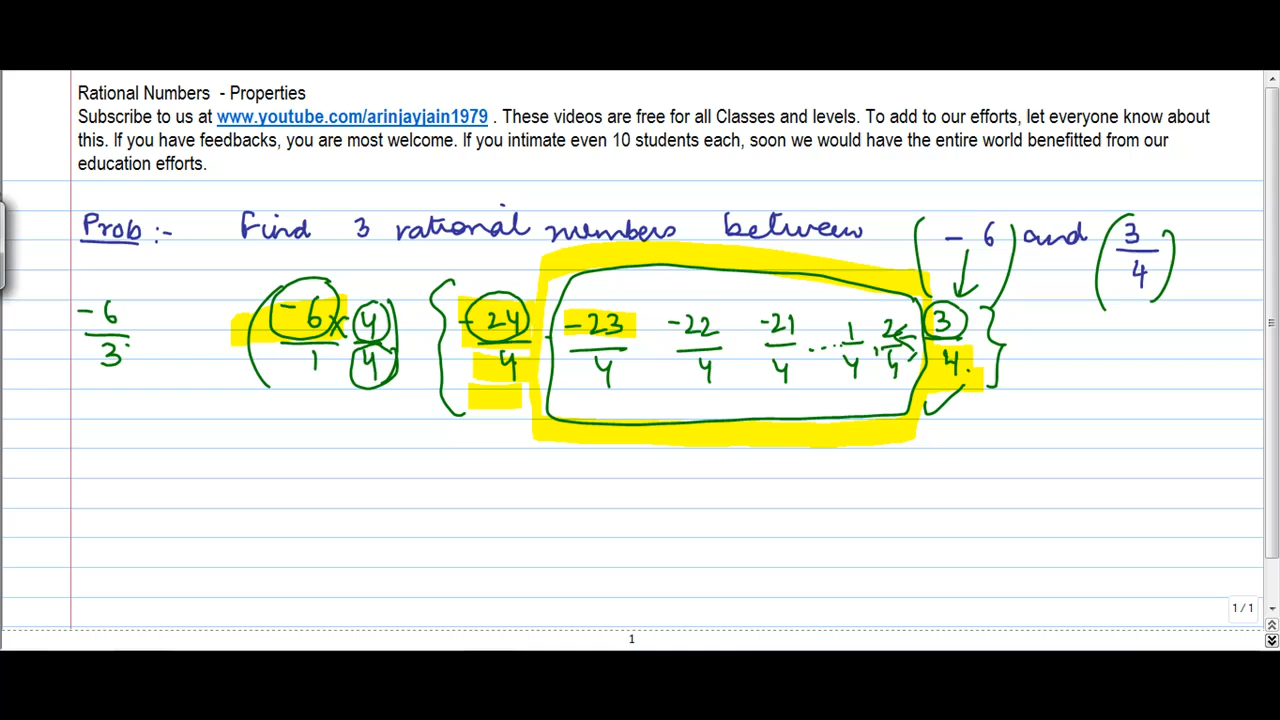 Rational Numbers - Properties
Subscribe to us at www.youtube.com/arinjayjain1979 . These videos are free for all Classes and levels. To add to our efforts, let everyone know about
this. If you have feedbacks, you are most welcome. If you intimate even 10 students each, soon we would have the entire world benefitted from our
education efforts.
Prob :- Find 3 rational numbers between (-6) and (3/4)
-6/3 (-6/1 × 4/4) {-24/4 -23/4 -22/4 -21/4 .... 1/4, 2/4 3/4}
1 / 1
1